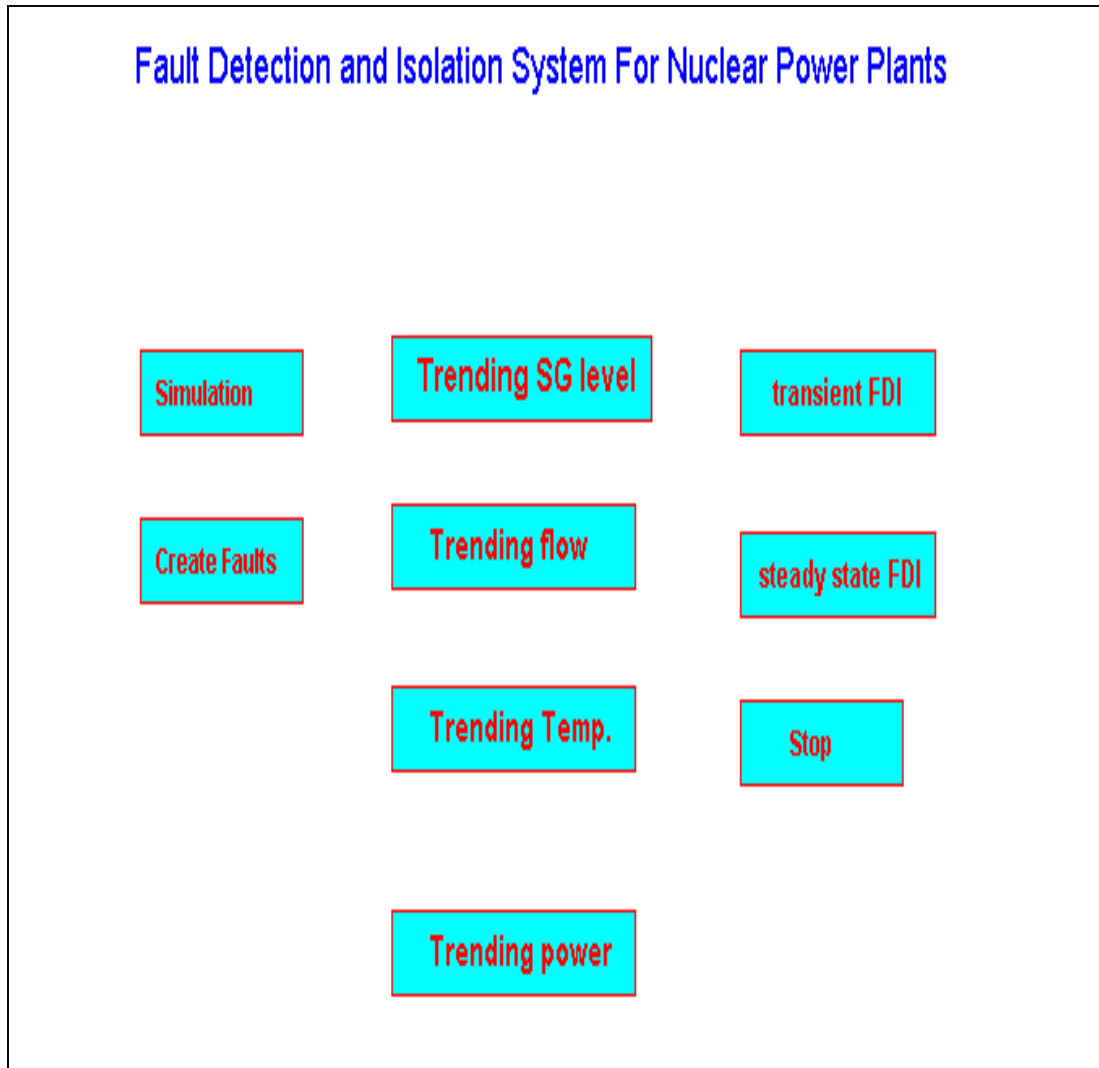 Fault Detection and Isolation System For Nuclear Power Plants
Simulation
Trending SG level
transient FDI
Create Faults
Trending flow
steady state FDI
Trending Temp.
Stop
Trending power